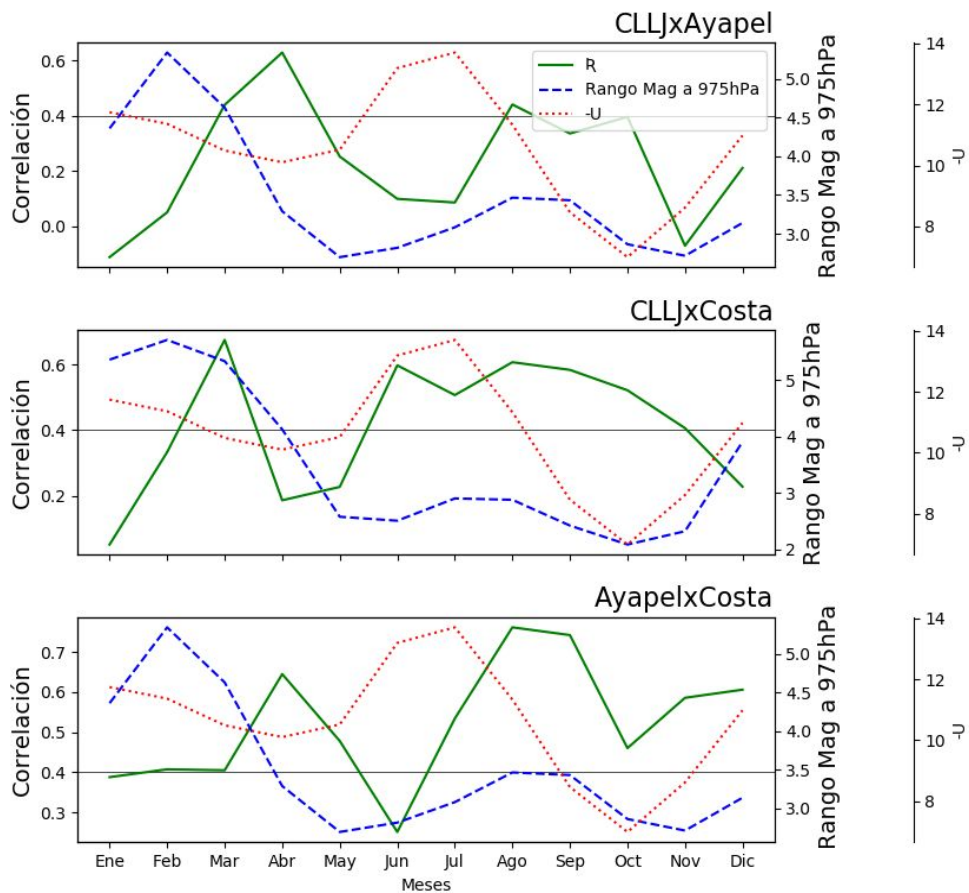 CLLJxAyapel
Correlación
0.6
0.4
0.2
0.0
R
Rango Mag a 975hPa
-U
5.0
4.5
4.0
3.5
3.0
Rango Mag a 975hPa
14
12
10
8
-U
CLLJxCosta
Correlación
0.6
0.4
0.2
5
4
3
2
Rango Mag a 975hPa
14
12
10
8
-U
AyapelxCosta
Correlación
0.7
0.6
0.5
0.4
0.3
5.0
4.5
4.0
3.5
3.0
Rango Mag a 975hPa
14
12
10
8
-U
Ene Feb Mar Abr May Jun Jul Ago Sep Oct Nov Dic
Meses